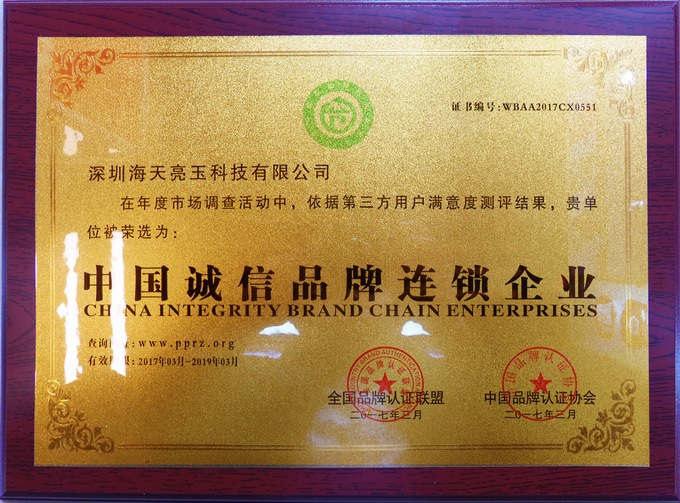 证书编号:WBAA2017CX0551
深圳海天亮玉科技有限公司
在年度市场调查活动中，依据第三方用户满意度测评结果，贵单
位被荣选为:
中国诚信品牌连锁企业
CHINA INTEGRITY BRAND CHAIN ENTERPRISES
查询 : www.pprz.org
有效期限: 2017年03月-2019年03月
全国品牌认证联盟 中国品牌认证协会
二〇一七年三月 二〇一七年三月